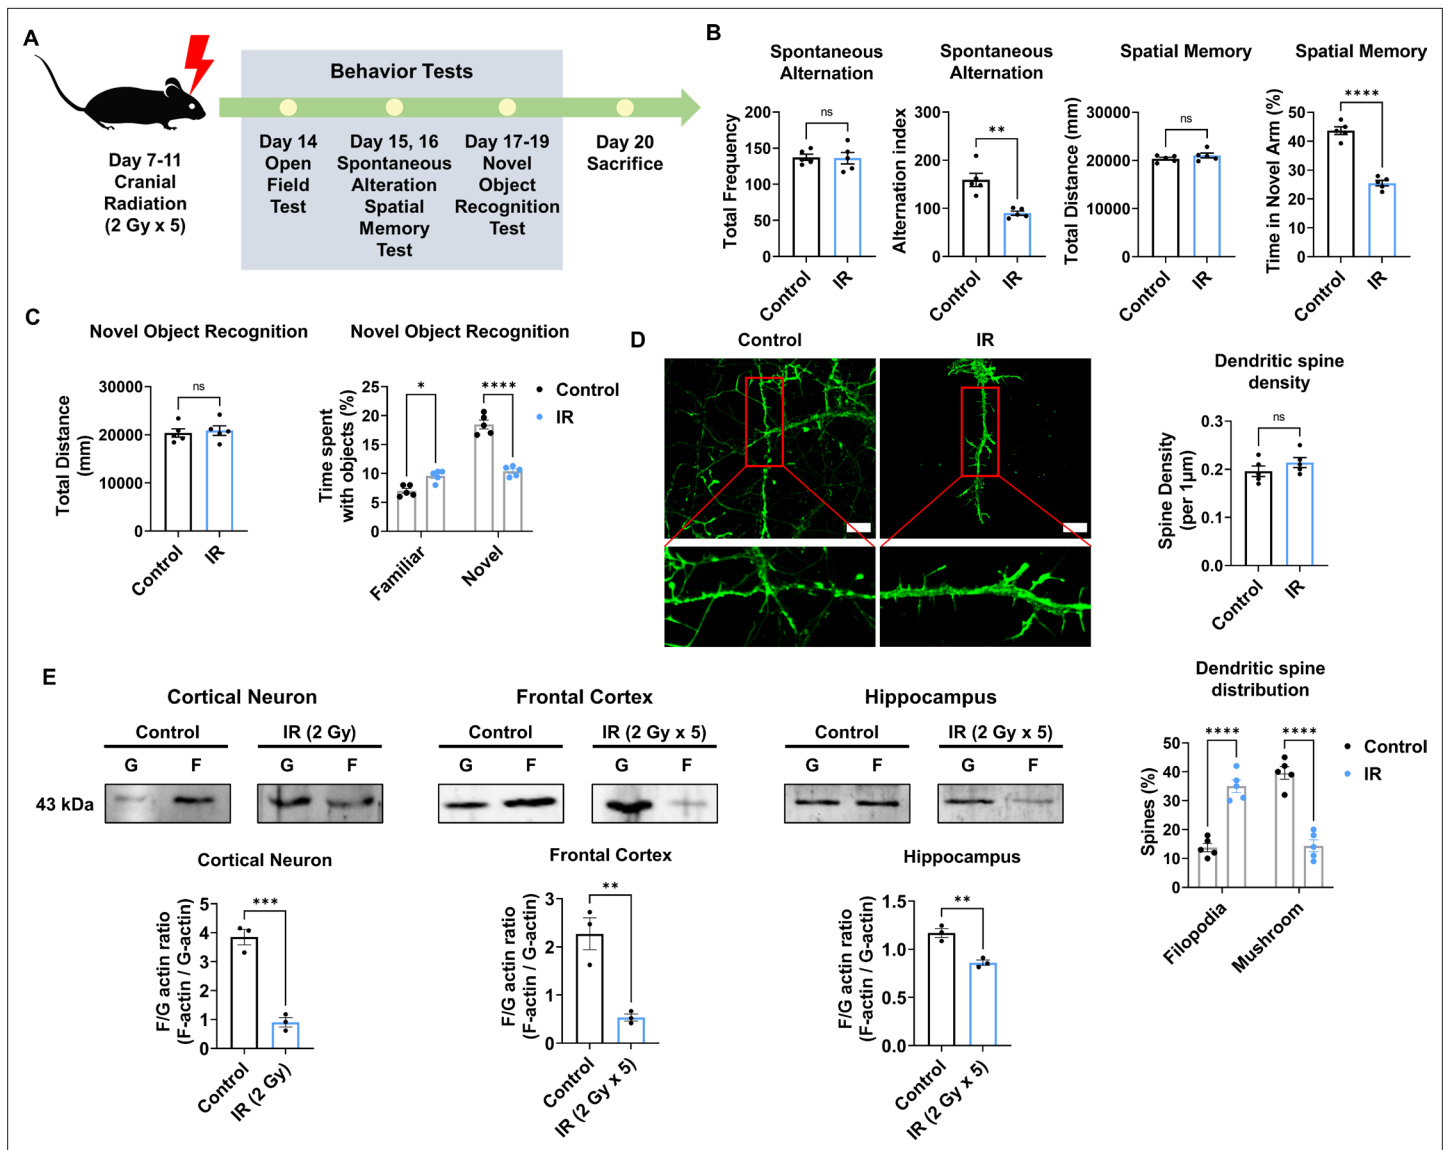 A
Behavior Tests
Day 7-11
Cranial
Radiation
(2 Gy x 5)
Day 14
Open
Field
Test
Day 15, 16
Spontaneous
Alteration
Spatial
Memory
Test
Day 17-19
Novel
Object
Recognition
Test
Day 20
Sacrifice
B
Spontaneous
Alternation
Total Frequency
200
150
100
50
0
ns
Control
IR
Spontaneous
Alternation
Alternation index
300
200
100
0
**
Control
IR
Spatial Memory
Total Distance (mm)
30000
20000
10000
0
ns
Control
IR
Spatial Memory
Time in Novel Arm (%)
50
40
30
20
10
0
****
Control
IR
C
Novel Object Recognition
Total Distance
(mm)
30000
20000
10000
0
ns
Control
IR
Novel Object Recognition
Time spent
with objects (%)
25
20
15
10
5
0
*
****
Familiar
Novel
Control
IR
D
Control
IR
Dendritic spine
density
Spine Density
(per 1µm)
0.3
0.2
0.1
0.0
ns
Control
IR
Dendritic spine
distribution
Spines (%)
50
40
30
20
10
0
****
****
Filopodia
Mushroom
Control
IR
E
Cortical Neuron
Control
IR (2 Gy)
G
F
G
F
43 kDa
Frontal Cortex
Control
IR (2 Gy x 5)
G
F
G
F
Hippocampus
Control
IR (2 Gy x 5)
G
F
G
F
Cortical Neuron
F/G actin ratio
(F-actin / G-actin)
5
4
3
2
1
0
***
Control
IR (2 Gy)
Frontal Cortex
F/G actin ratio
(F-actin / G-actin)
3
2
1
0
**
Control
IR (2 Gy x 5)
Hippocampus
F/G actin ratio
(F-actin / G-actin)
1.5
1.0
0.5
0.0
**
Control
IR (2 Gy x 5)